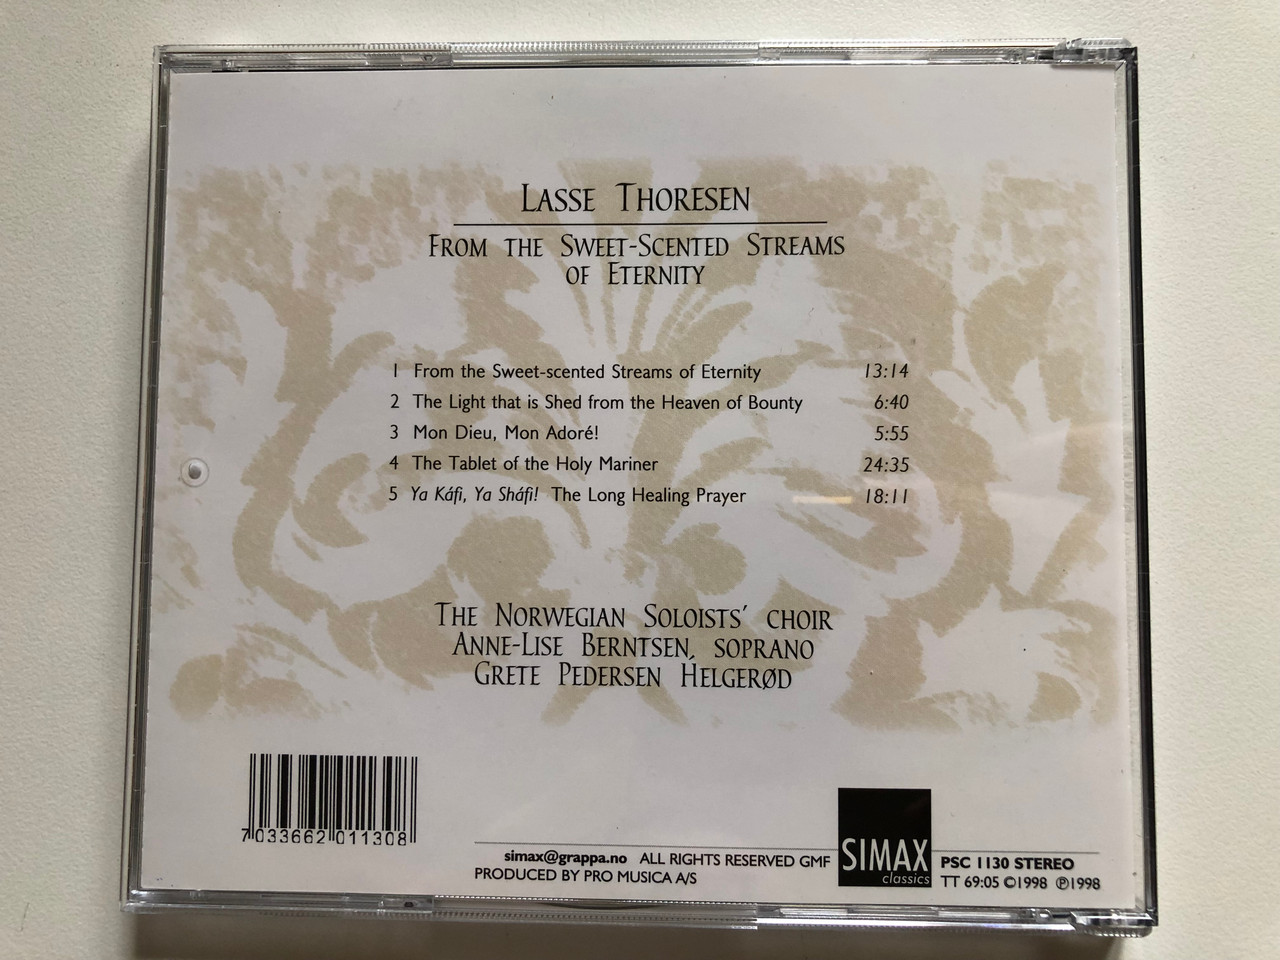 LASSE THORESEN
FROM THE SWEET-SCENTED STREAMS
OF ETERNITY
1 From the Sweet-scented Streams of Eternity 13:14
2 The Light that is Shed from the Heaven of Bounty 6:40
3 Mon Dieu, Mon Adoré! 5:55
4 The Tablet of the Holy Mariner 24:35
5 Ya Káfi, Ya Sháfi! The Long Healing Prayer 18:11
THE NORWEGIAN SOLOISTS' CHOIR
ANNE-LISE BERNTSEN, SOPRANO
GRETE PEDERSEN HELGERØD
7 033662 011308
simax@grappa.no ALL RIGHTS RESERVED GMF
PRODUCED BY PRO MUSICA A/S
SIMAX
classics
PSC 1130 STEREO
TT 69:05 ©1998 ℗1998